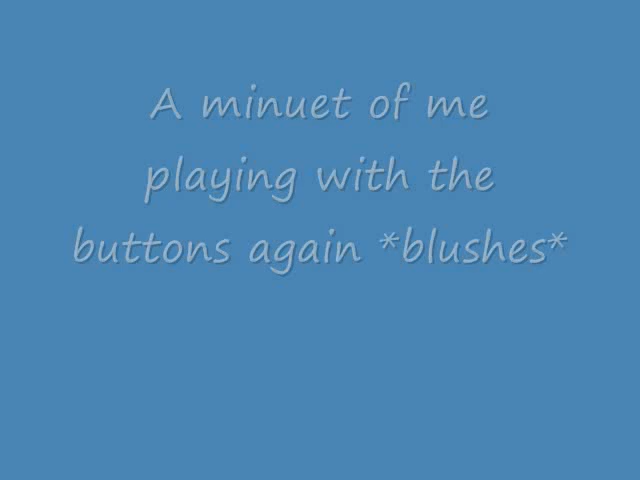 A minuet of me
playing with the
buttons again *blushes*